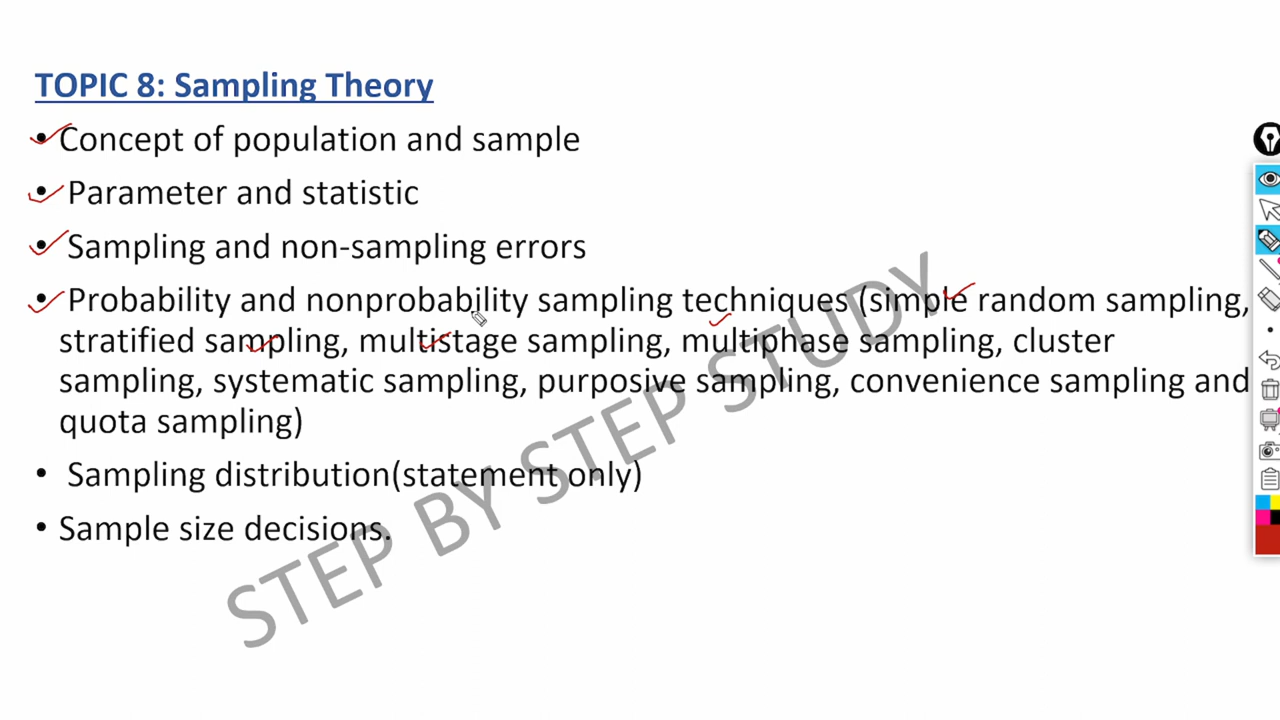 TOPIC 8: Sampling Theory
• Concept of population and sample
• Parameter and statistic
• Sampling and non-sampling errors
• Probability and nonprobability sampling techniques (simple random sampling,
stratified sampling, multistage sampling, multiphase sampling, cluster
sampling, systematic sampling, purposive sampling, convenience sampling and
quota sampling)
• Sampling distribution(statement only)
• Sample size decisions.
STEP BY STEP STUDY